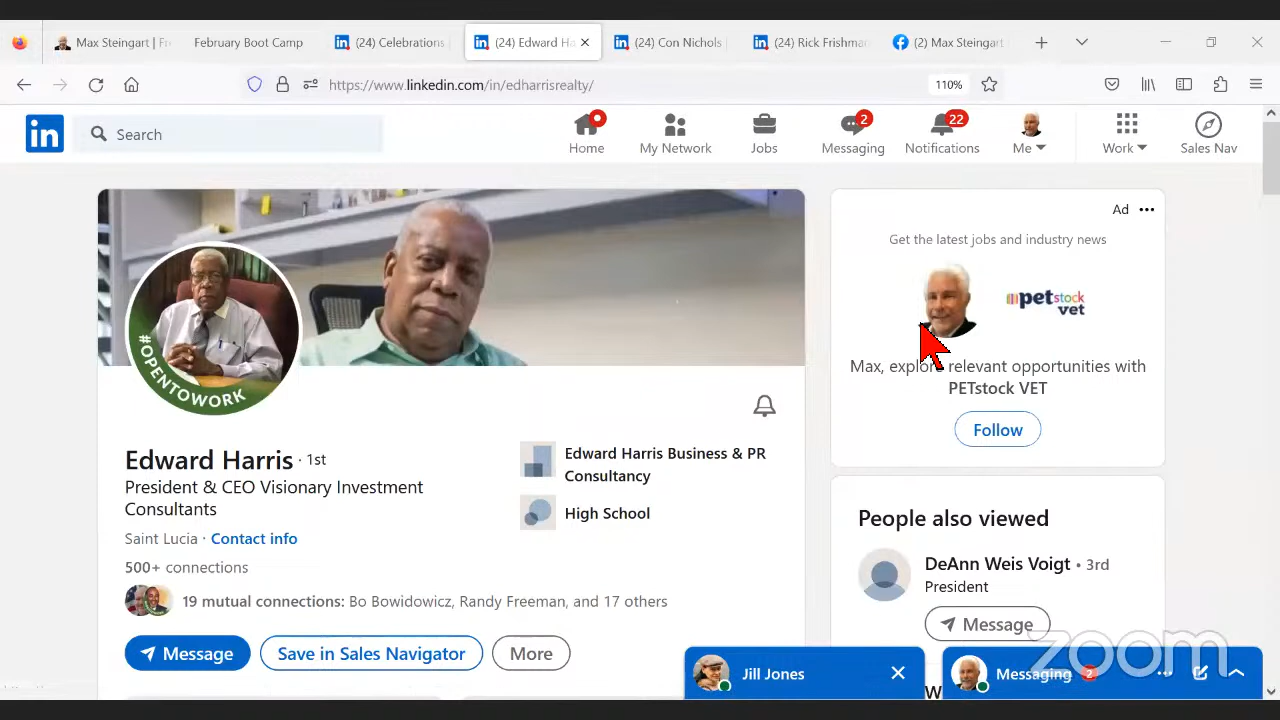 Max Steingart | Fr
February Boot Camp
(24) Celebrations
(24) Edward Ha
(24) Con Nichols
(24) Rick Frishman
(2) Max Steingart
https://www.linkedin.com/in/edharrisrealty/
110%
in
Search
Home
My Network
Jobs
2
Messaging
22
Notifications
Me
Work
Sales Nav
#OPENTOWORK
Edward Harris · 1st
President & CEO Visionary Investment
Consultants
Saint Lucia · Contact info
500+ connections
19 mutual connections: Bo Bowidowicz, Randy Freeman, and 17 others
Message
Save in Sales Navigator
More
Edward Harris Business & PR
Consultancy
High School
Ad
Get the latest jobs and industry news
petstock
vet
Max, explore relevant opportunities with
PETstock VET
Follow
People also viewed
DeAnn Weis Voigt • 3rd
President
Message
Jill Jones
Messaging 2
zoom